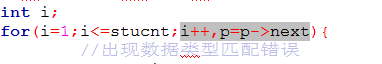 int i;
for(i=1;i<=stucnt;i++,p=p->next){
//出现数据类型匹配错误